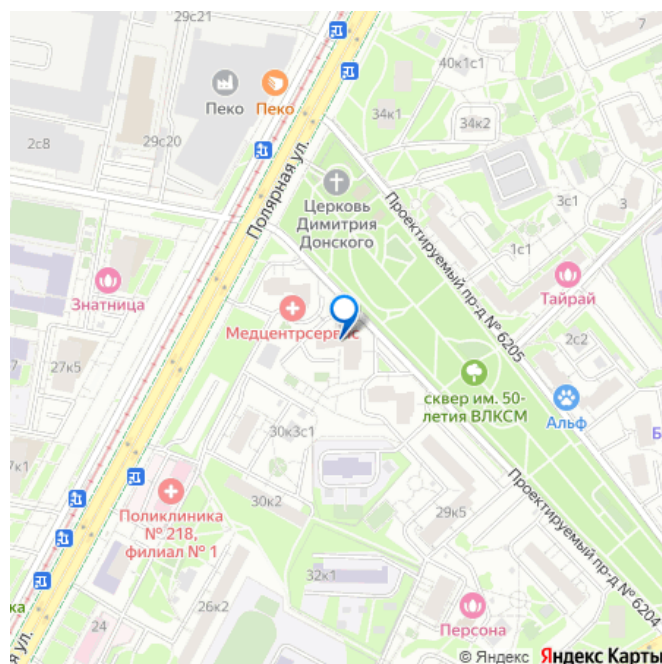 29с21
7
40к1с1
Пеко
Пеко
34к1
34к2
2с8
29с20
Полярная ул.
Церковь
Димитрия
Донского
Проектируемый пр-д № 6205
3с1
3
1с1
Тайрай
Знатница
Медцентрсервис
27к5
2с2
сквер им. 50-
летия ВЛКСМ
Альф
Б
30к3с1
7к1
Поликлиника
№ 218,
филиал № 1
30к2
29к5
Проектируемый пр-д № 6204
32к1
26к2
ка
24
Персона
я ул.
© Яндекс Яндекс Карты